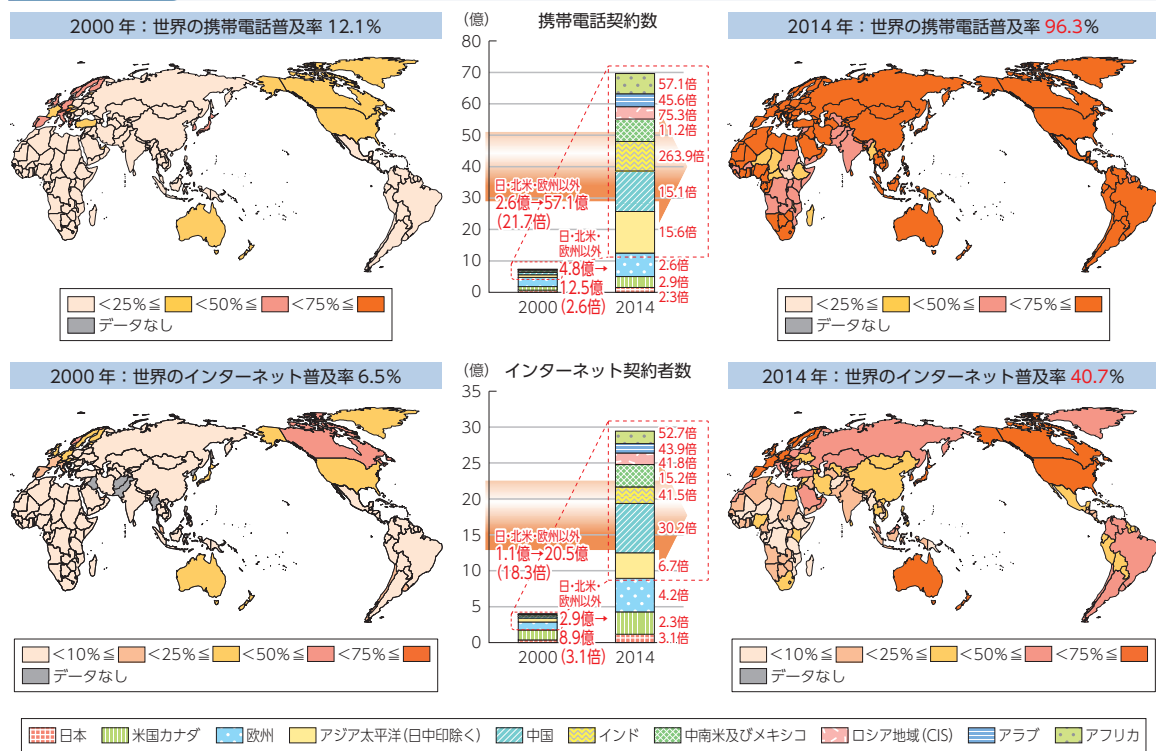 2000 年：世界の携帯電話普及率 12.1%
<25%≦ <50%≦ <75%≦
データなし
（億） 携帯電話契約数
80
70
60
50
40
30
20
10
0
2000 2014
日・北米・欧州以外
2.6億→57.1億
(21.7倍)
日・北米・
欧州以外
4.8億→
12.5億
(2.6倍)
57.1倍
45.6倍
75.3倍
11.2倍
263.9倍
15.1倍
15.6倍
2.6倍
2.9倍
2.3倍
2014 年：世界の携帯電話普及率 96.3%
<25%≦ <50%≦ <75%≦
データなし
2000 年：世界のインターネット普及率 6.5%
<10%≦ <25%≦ <50%≦ <75%≦
データなし
（億） インターネット契約者数
35
30
25
20
15
10
5
0
2000 2014
日・北米・欧州以外
1.1億→20.5億
(18.3倍)
日・北米・
欧州以外
2.9億→
8.9億
(3.1倍)
52.7倍
43.9倍
41.8倍
15.2倍
41.5倍
30.2倍
6.7倍
4.2倍
2.3倍
3.1倍
2014 年：世界のインターネット普及率 40.7%
<10%≦ <25%≦ <50%≦ <75%≦
データなし
日本 米国カナダ 欧州 アジア太平洋(日中印除く) 中国 インド 中南米及びメキシコ ロシア地域(CIS) アラブ アフリカ